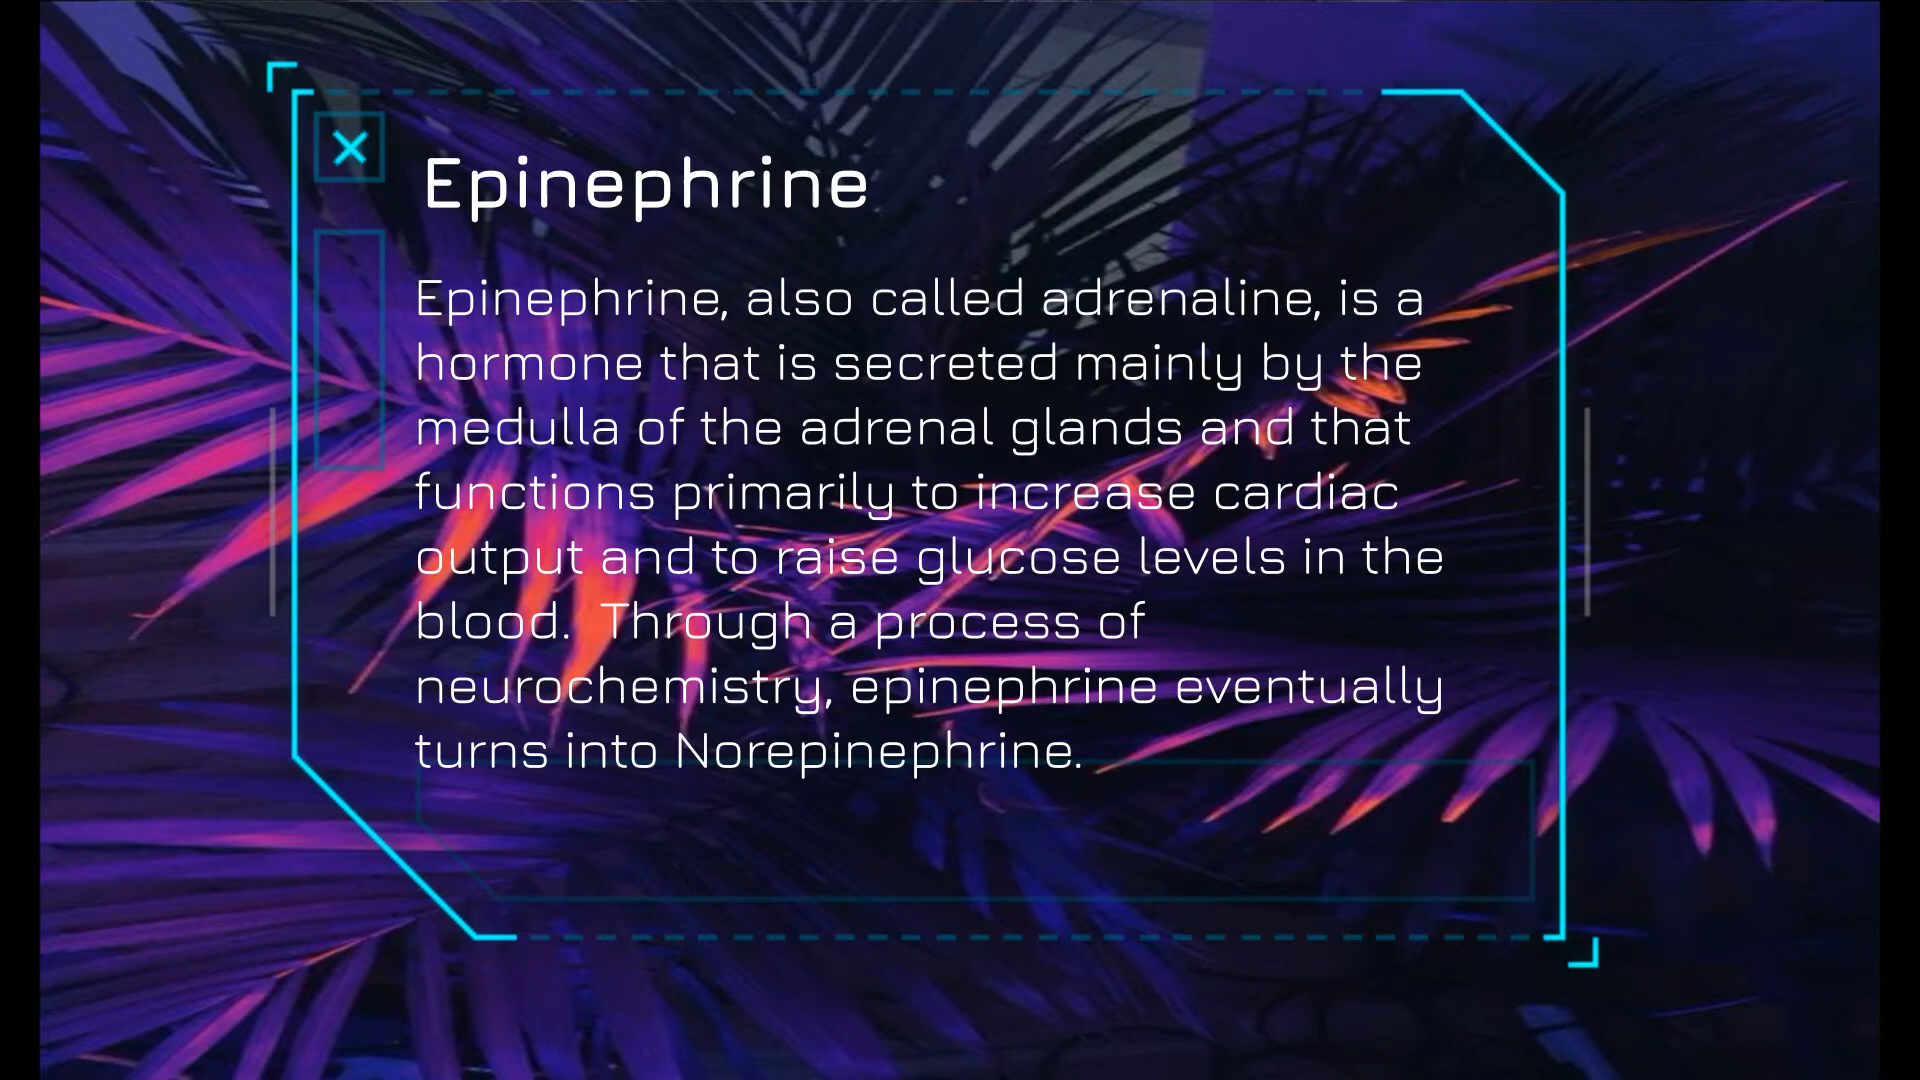 Epinephrine
Epinephrine, also called adrenaline, is a
hormone that is secreted mainly by the
medulla of the adrenal glands and that
functions primarily to increase cardiac
output and to raise glucose levels in the
blood.  Through a process of
neurochemistry, epinephrine eventually
turns into Norepinephrine.